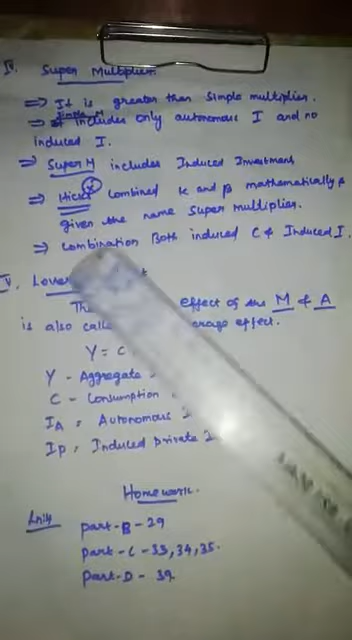 IV. Super Multiplier
⇒ It is greater than simple multiplier.
⇒ Simple M includes only autonomous I and no
induced I.
⇒ Super M includes Induced Investment
⇒ Hicks combined k and β mathematically &
given the name super multiplier.
⇒ Combination Both induced C & Induced I.
V. Lever
The effect of the M & A
is also called effect.
Y = C
Y - Aggregate
C - Consumption
IA = Autonomous I
Ip = Induced private I
Homework.
part-B-29
part-C-33,34,35.
part-D - 39